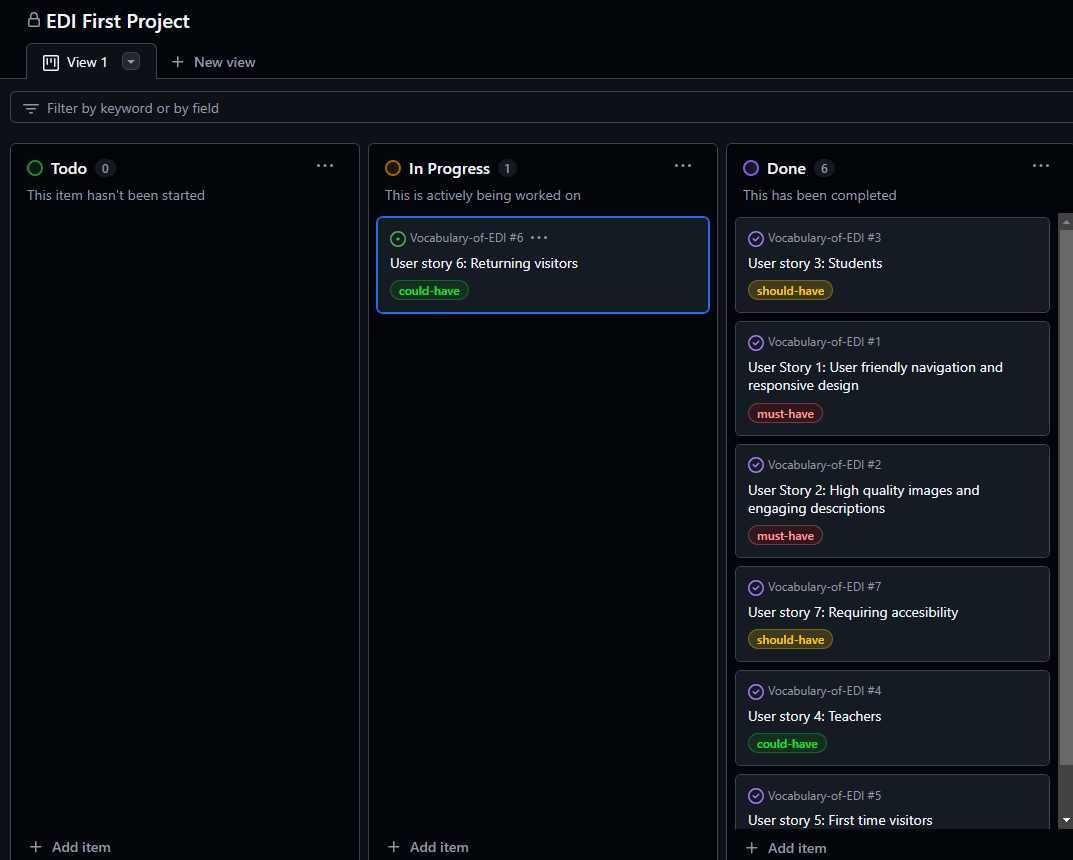 EDI First Project
View 1
New view
Filter by keyword or by field
Todo 0
This item hasn't been started
Add item
In Progress 1
This is actively being worked on
Vocabulary-of-EDI #6
User story 6: Returning visitors
could-have
Add item
Done 6
This has been completed
Vocabulary-of-EDI #3
User story 3: Students
should-have
Vocabulary-of-EDI #1
User Story 1: User friendly navigation and
responsive design
must-have
Vocabulary-of-EDI #2
User Story 2: High quality images and
engaging descriptions
must-have
Vocabulary-of-EDI #7
User story 7: Requiring accesibility
should-have
Vocabulary-of-EDI #4
User story 4: Teachers
could-have
Vocabulary-of-EDI #5
User story 5: First time visitors
Add item